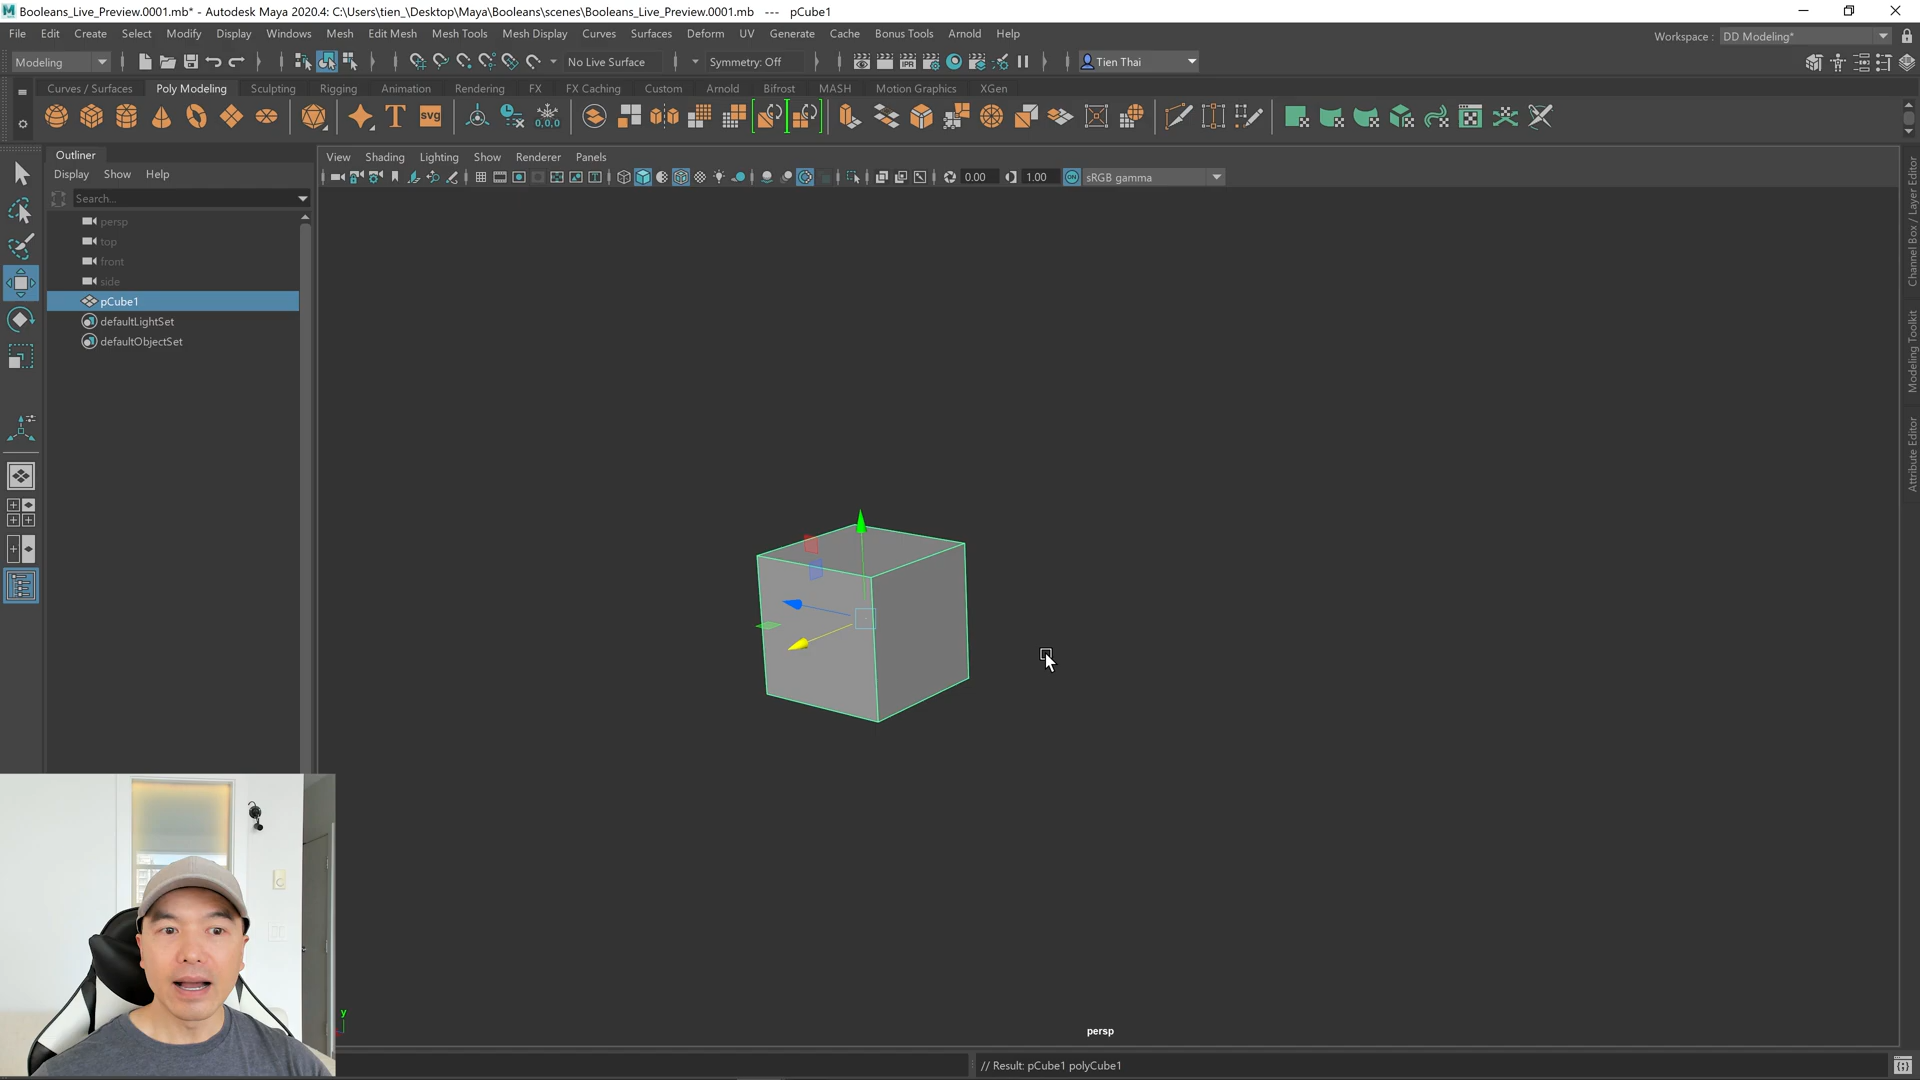 Booleans_Live_Preview.0001.mb* - Autodesk Maya 2020.4: C:\Users\tien_\Desktop\Maya\Booleans\scenes\Booleans_Live_Preview.0001.mb --- pCube1
File Edit Create Select Modify Display Windows Mesh Edit Mesh Mesh Tools Mesh Display Curves Surfaces Deform UV Generate Cache Bonus Tools Arnold Help
Workspace : DD Modeling*
Modeling No Live Surface Symmetry: Off Tien Thai
Curves / Surfaces Poly Modeling Sculpting Rigging Animation Rendering FX FX Caching Custom Arnold Bifrost MASH Motion Graphics XGen
T svg 0,0,0
Outliner
Display Show Help
Search...
persp
top
front
side
pCube1
defaultLightSet
defaultObjectSet
View Shading Lighting Show Renderer Panels
0.00 1.00 ON sRGB gamma
Channel Box / Layer Editor
Modeling Toolkit
Attribute Editor
y
persp
// Result: pCube1 polyCube1